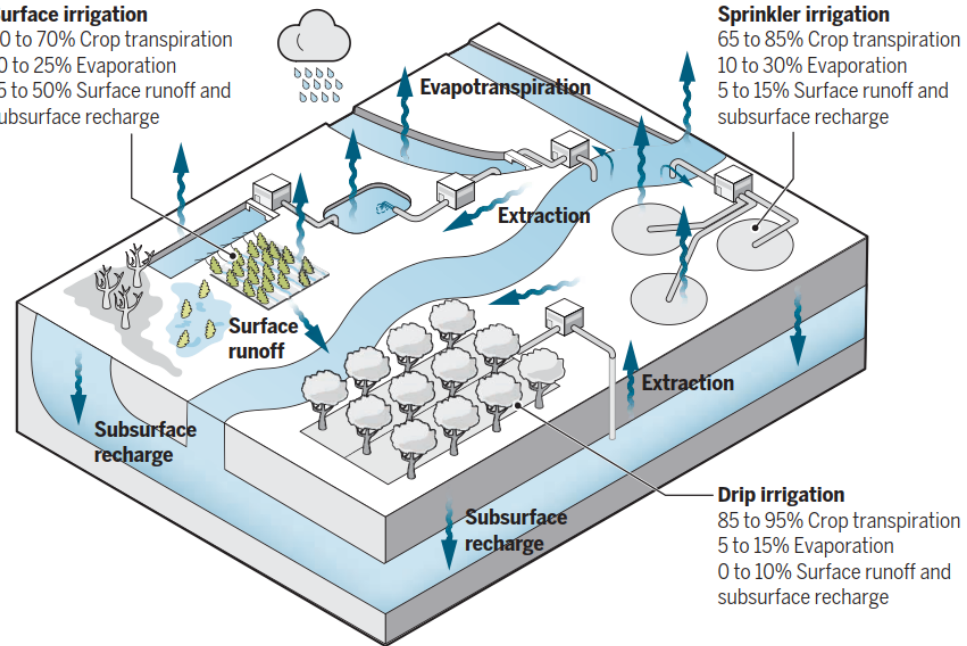 urface irrigation
0 to 70% Crop transpiration
0 to 25% Evaporation
5 to 50% Surface runoff and
ubsurface recharge
Sprinkler irrigation
65 to 85% Crop transpiration
10 to 30% Evaporation
5 to 15% Surface runoff and
subsurface recharge
Evapotranspiration
Extraction
Surface
runoff
Extraction
Subsurface
recharge
Subsurface
recharge
Drip irrigation
85 to 95% Crop transpiration
5 to 15% Evaporation
0 to 10% Surface runoff and
subsurface recharge